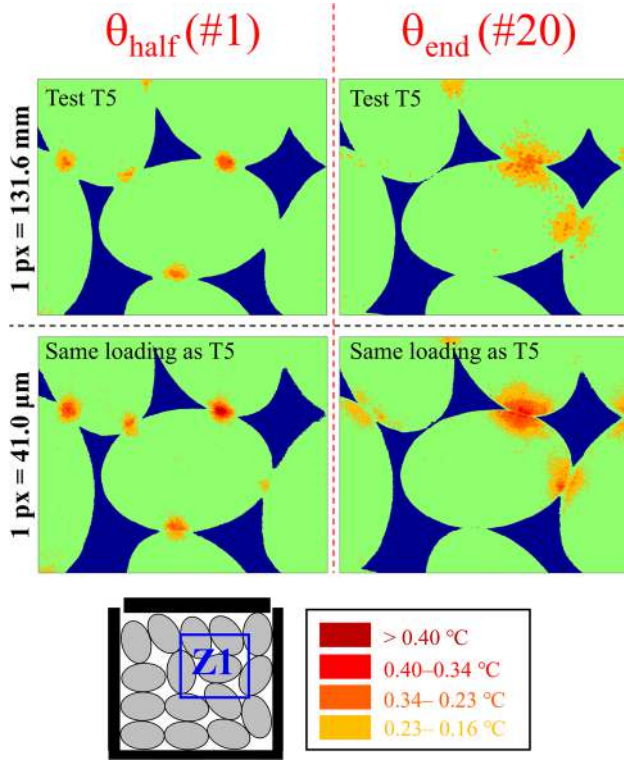 θhalf (#1)
θend (#20)
Test T5
Test T5
1 px = 131.6 mm
Same loading as T5
Same loading as T5
1 px = 41.0 μm
Z1
> 0.40 °C
0.40–0.34 °C
0.34– 0.23 °C
0.23– 0.16 °C